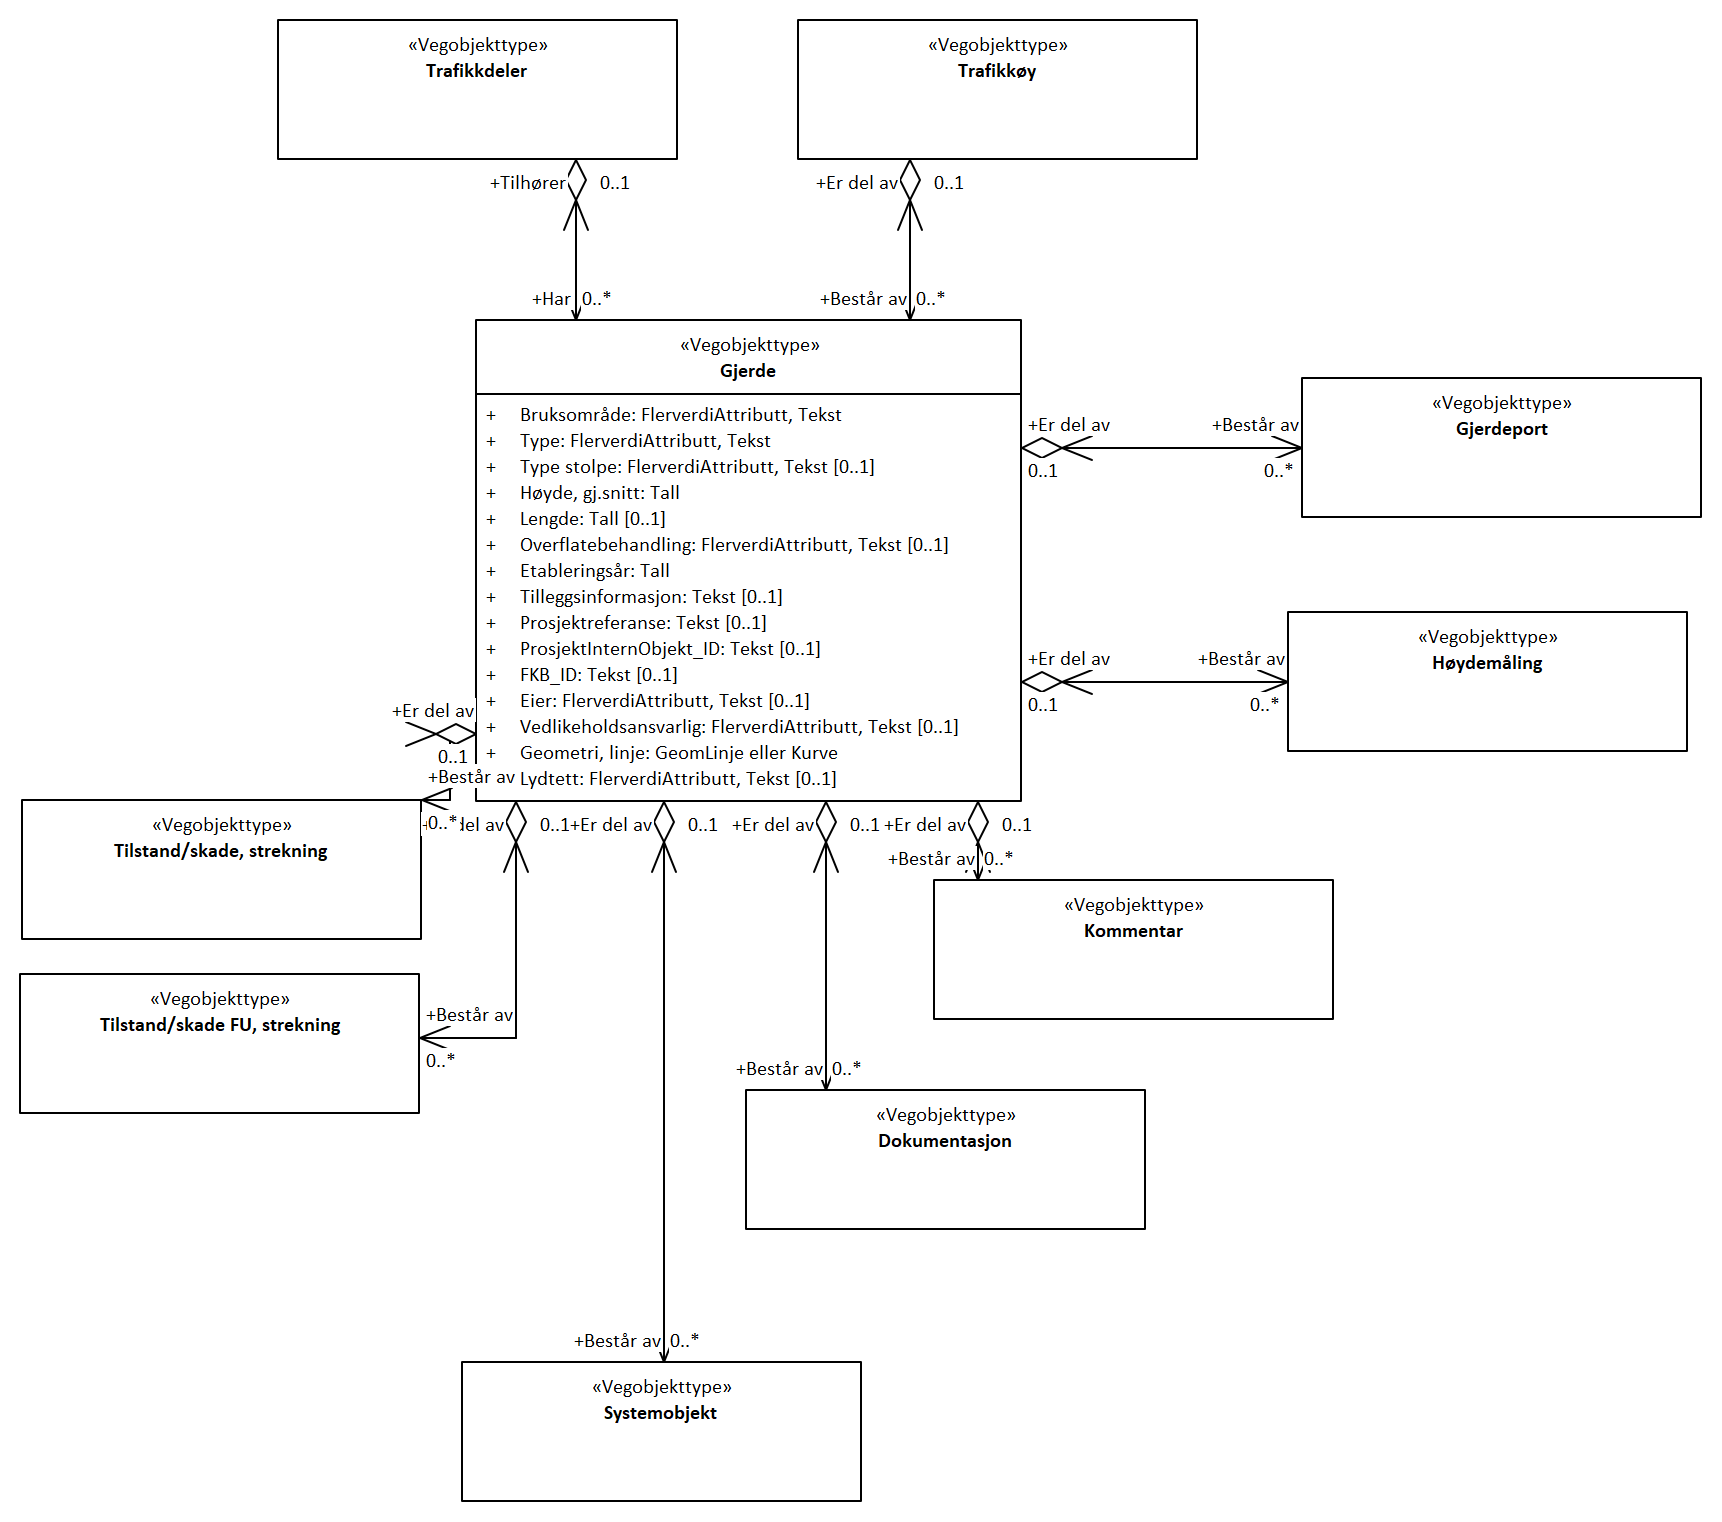 «Vegobjekttype»
Trafikkdeler
«Vegobjekttype»
Trafikkøy
+Tilhører
0..1
+Er del av
0..1
+Har
0..*
+Består av
0..*
«Vegobjekttype»
Gjerde
+ Bruksområde: FlerverdiAttributt, Tekst
+ Type: FlerverdiAttributt, Tekst
+ Type stolpe: FlerverdiAttributt, Tekst [0..1]
+ Høyde, gj.snitt: Tall
+ Lengde: Tall [0..1]
+ Overflatebehandling: FlerverdiAttributt, Tekst [0..1]
+ Etableringsår: Tall
+ Tilleggsinformasjon: Tekst [0..1]
+ Prosjektreferanse: Tekst [0..1]
+ ProsjektInternObjekt_ID: Tekst [0..1]
+ FKB_ID: Tekst [0..1]
+ Eier: FlerverdiAttributt, Tekst [0..1]
+ Vedlikeholdsansvarlig: FlerverdiAttributt, Tekst [0..1]
+ Geometri, linje: GeomLinje eller Kurve
Lydtett: FlerverdiAttributt, Tekst [0..1]
+Er del av
0..1
+Består av
0..*
«Vegobjekttype»
Gjerdeport
+Er del av
0..1
+Består av
0..*
«Vegobjekttype»
Høydemåling
+Er del av
0..1
+Består av
0..*
«Vegobjekttype»
Tilstand/skade, strekning
del av
0..1
+Er del av
0..1
+Er del av
0..1
+Er del av
0..1
+Består av
0..*
«Vegobjekttype»
Kommentar
«Vegobjekttype»
Tilstand/skade FU, strekning
+Består av
0..*
+Består av
0..*
«Vegobjekttype»
Dokumentasjon
+Består av
0..*
«Vegobjekttype»
Systemobjekt